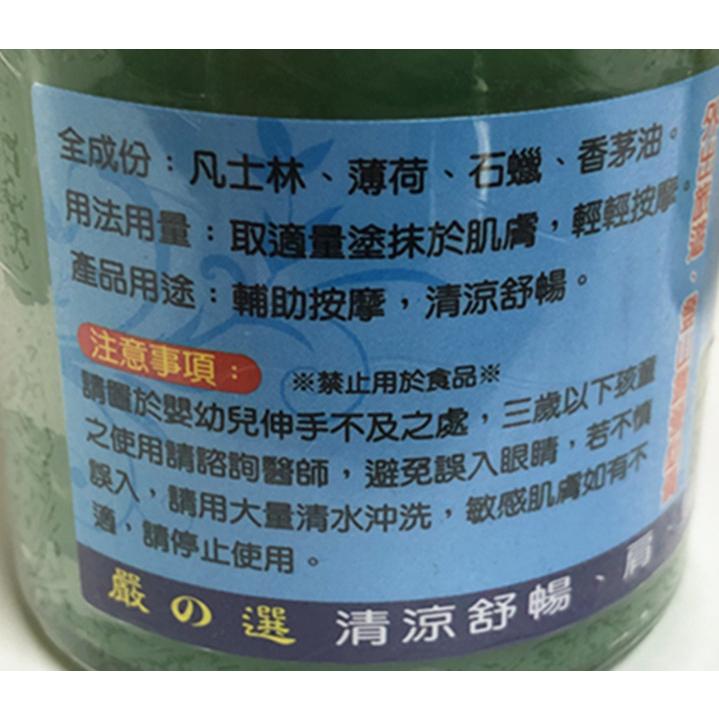 全成份：凡士林、薄荷、石蠟、香茅油。
用法用量：取適量塗抹於肌膚，輕輕按摩。
產品用途：輔助按摩，清涼舒暢。
注意事項：
※禁止用於食品※
請置於嬰幼兒伸手不及之處，三歲以下孩童
之使用請諮詢醫師，避免誤入眼睛，若不慎
誤入，請用大量清水沖洗，敏感肌膚如有不
適，請停止使用。
嚴の選 清涼舒暢、肩